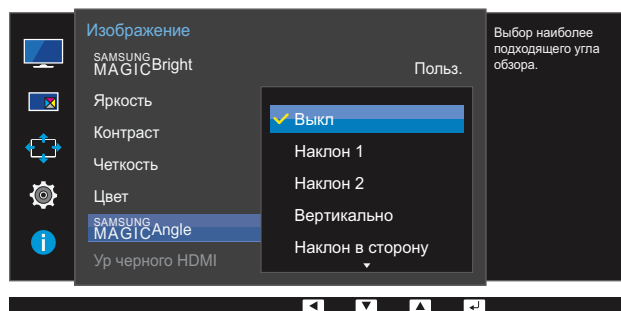 Изображение
SAMSUNG
MAGICBright
Польз.
Яркость
Контраст
Четкость
Цвет
SAMSUNG
MAGICAngle
Ур черного HDMI
Выкл
Наклон 1
Наклон 2
Вертикально
Наклон в сторону
Выбор наиболее
подходящего угла
обзора.